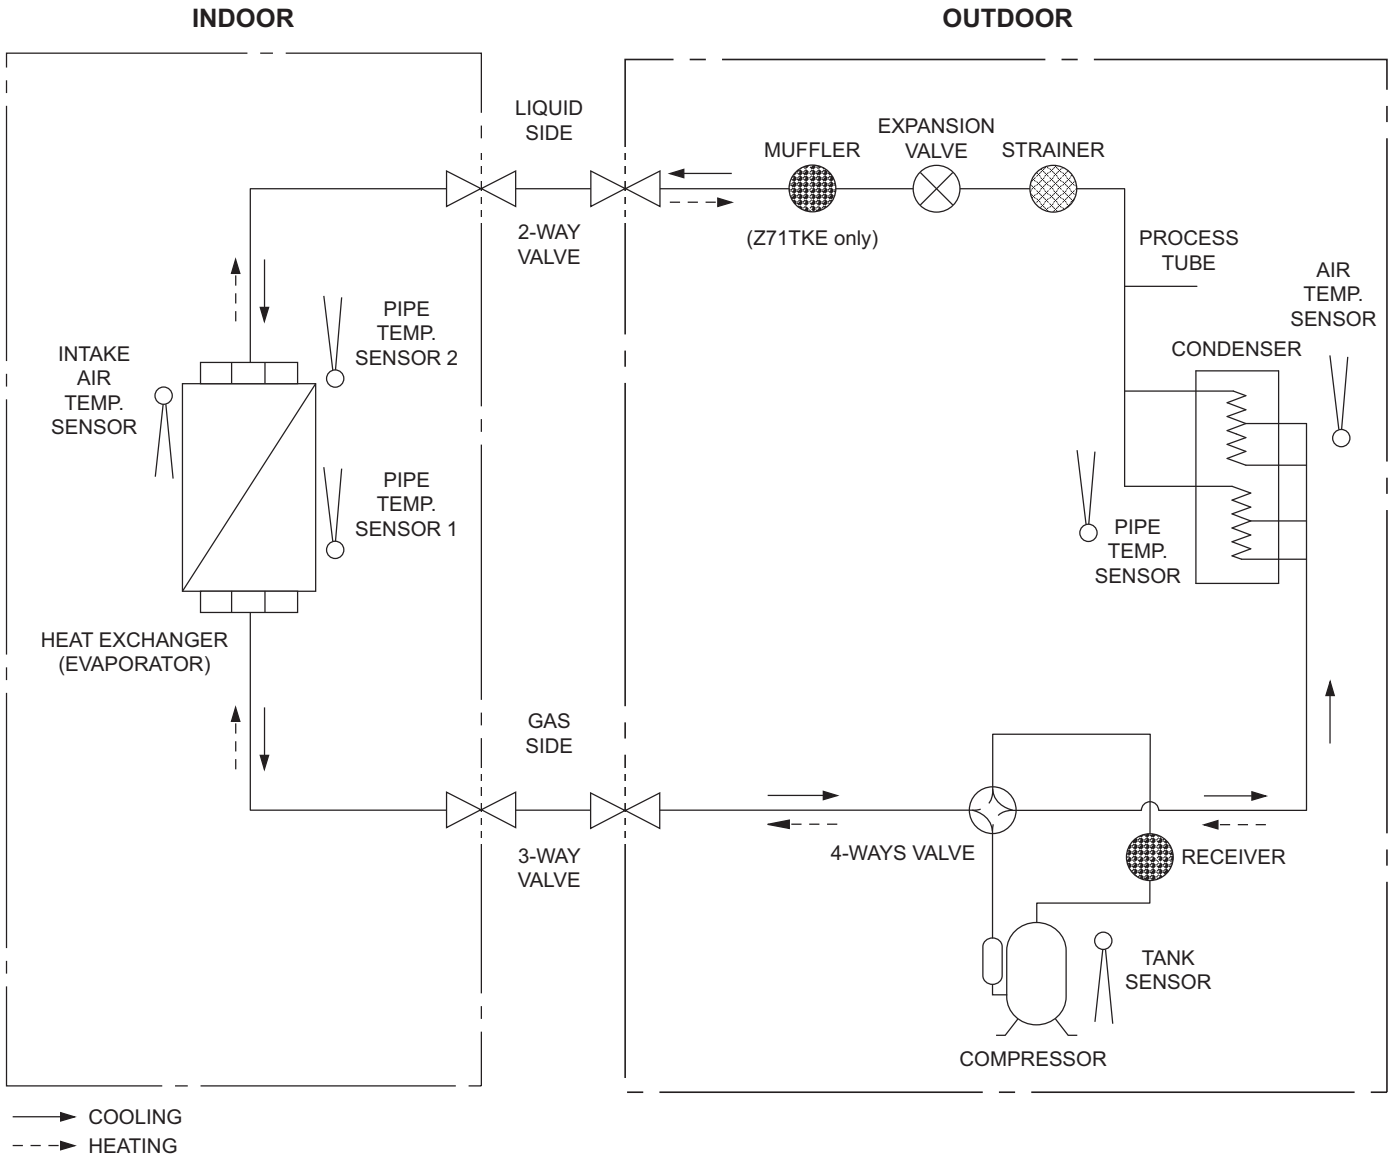 INDOOR
OUTDOOR
LIQUID
SIDE
2-WAY
VALVE
MUFFLER
(Z71TKE only)
EXPANSION
VALVE
STRAINER
PROCESS
TUBE
AIR
TEMP.
SENSOR
CONDENSER
PIPE
TEMP.
SENSOR 2
INTAKE
AIR
TEMP.
SENSOR
PIPE
TEMP.
SENSOR 1
PIPE
TEMP.
SENSOR
HEAT EXCHANGER
(EVAPORATOR)
GAS
SIDE
3-WAY
VALVE
4-WAYS VALVE
RECEIVER
TANK
SENSOR
COMPRESSOR
COOLING
HEATING